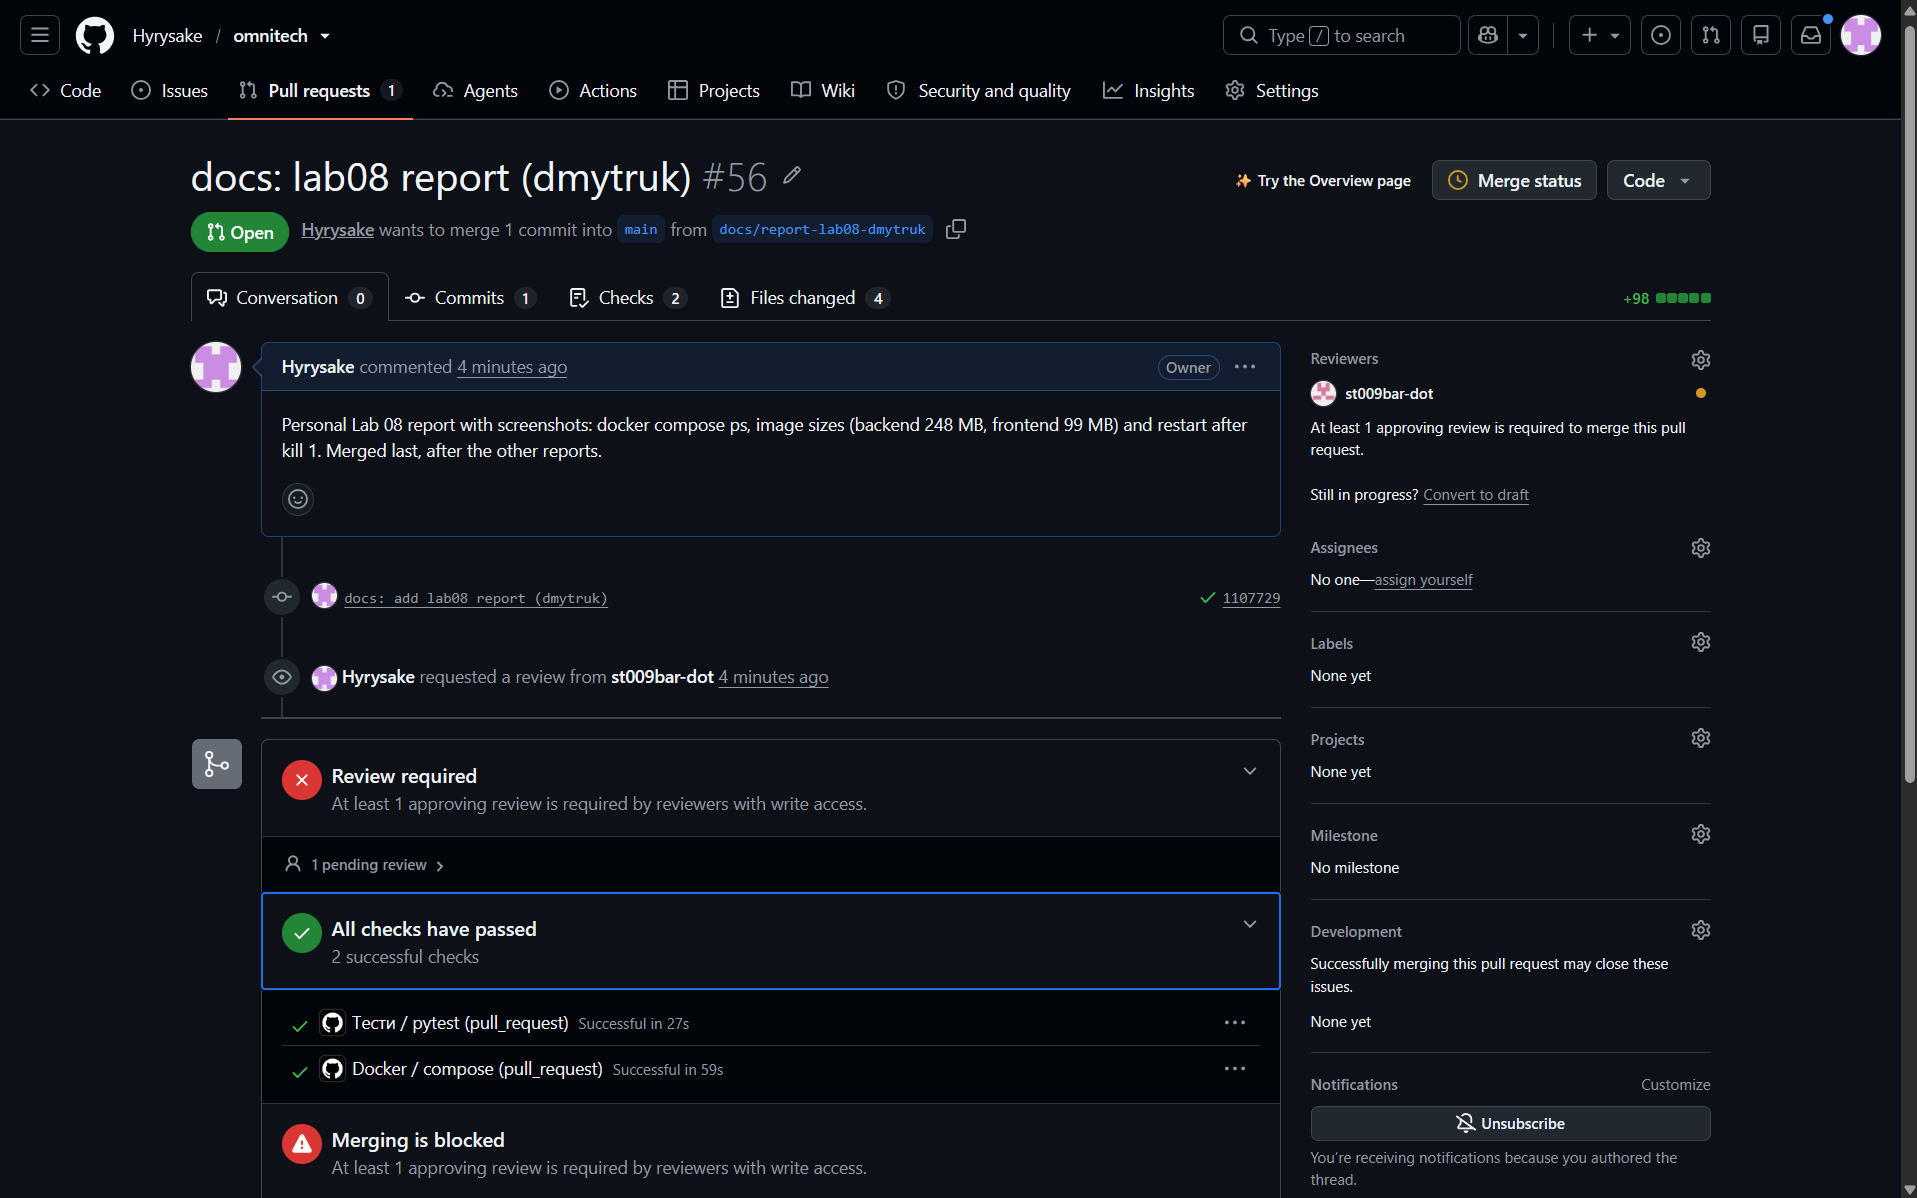 Hyrysake / omnitech
Type / to search
Code
Issues
Pull requests 1
Agents
Actions
Projects
Wiki
Security and quality
Insights
Settings
docs: lab08 report (dmytruk) #56
Try the Overview page
Merge status
Code
Open
Hyrysake wants to merge 1 commit into main from docs/report-lab08-dmytruk
Conversation 0
Commits 1
Checks 2
Files changed 4
+98
Hyrysake commented 4 minutes ago
Owner
Personal Lab 08 report with screenshots: docker compose ps, image sizes (backend 248 MB, frontend 99 MB) and restart after
kill 1. Merged last, after the other reports.
docs: add lab08 report (dmytruk)
1107729
Hyrysake requested a review from st009bar-dot 4 minutes ago
Review required
At least 1 approving review is required by reviewers with write access.
1 pending review
All checks have passed
2 successful checks
Тести / pytest (pull_request) Successful in 27s
Docker / compose (pull_request) Successful in 59s
Merging is blocked
At least 1 approving review is required by reviewers with write access.
Reviewers
st009bar-dot
At least 1 approving review is required to merge this pull
request.
Still in progress? Convert to draft
Assignees
No one—assign yourself
Labels
None yet
Projects
None yet
Milestone
No milestone
Development
Successfully merging this pull request may close these
issues.
None yet
Notifications
Customize
Unsubscribe
You're receiving notifications because you authored the
thread.